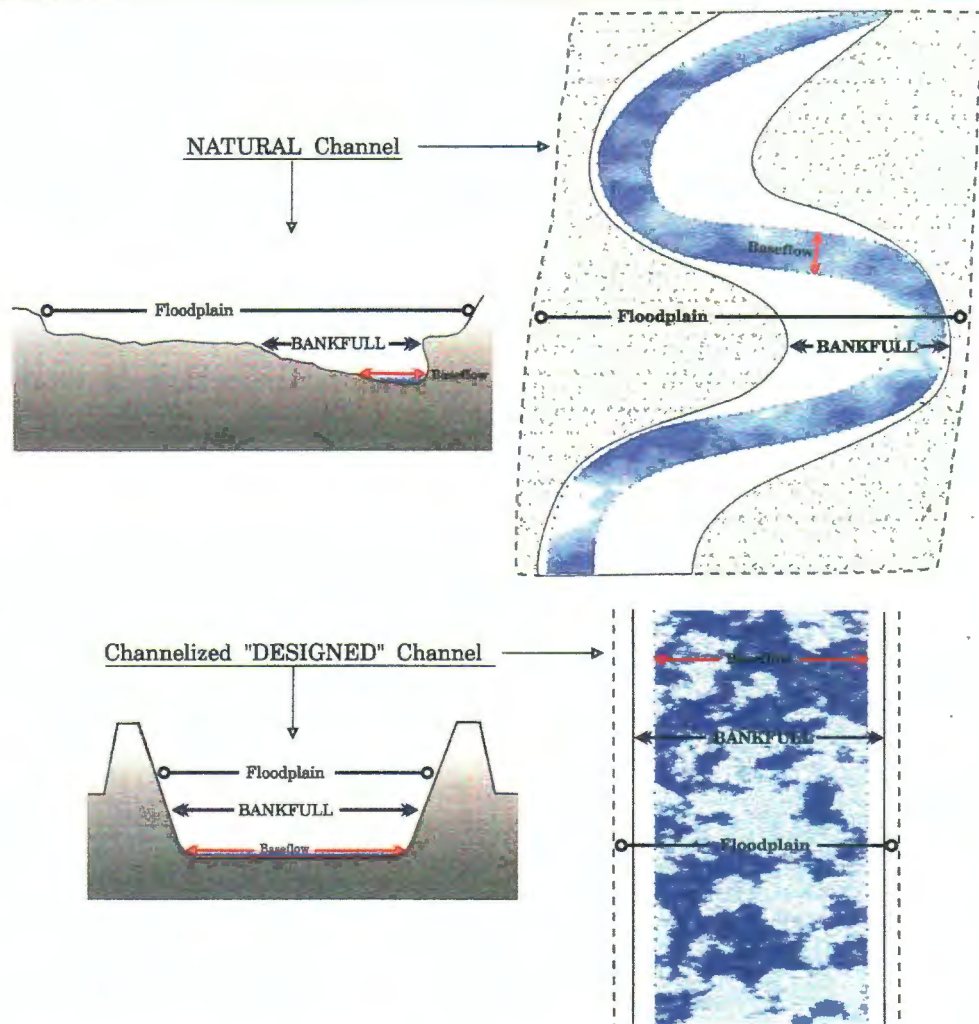 NATURAL Channel
Baseflow
Floodplain
Floodplain
BANKFULL
BANKFULL
Baseflow
Channelized "DESIGNED" Channel
Baseflow
BANKFULL
Floodplain
BANKFULL
Baseflow
Floodplain